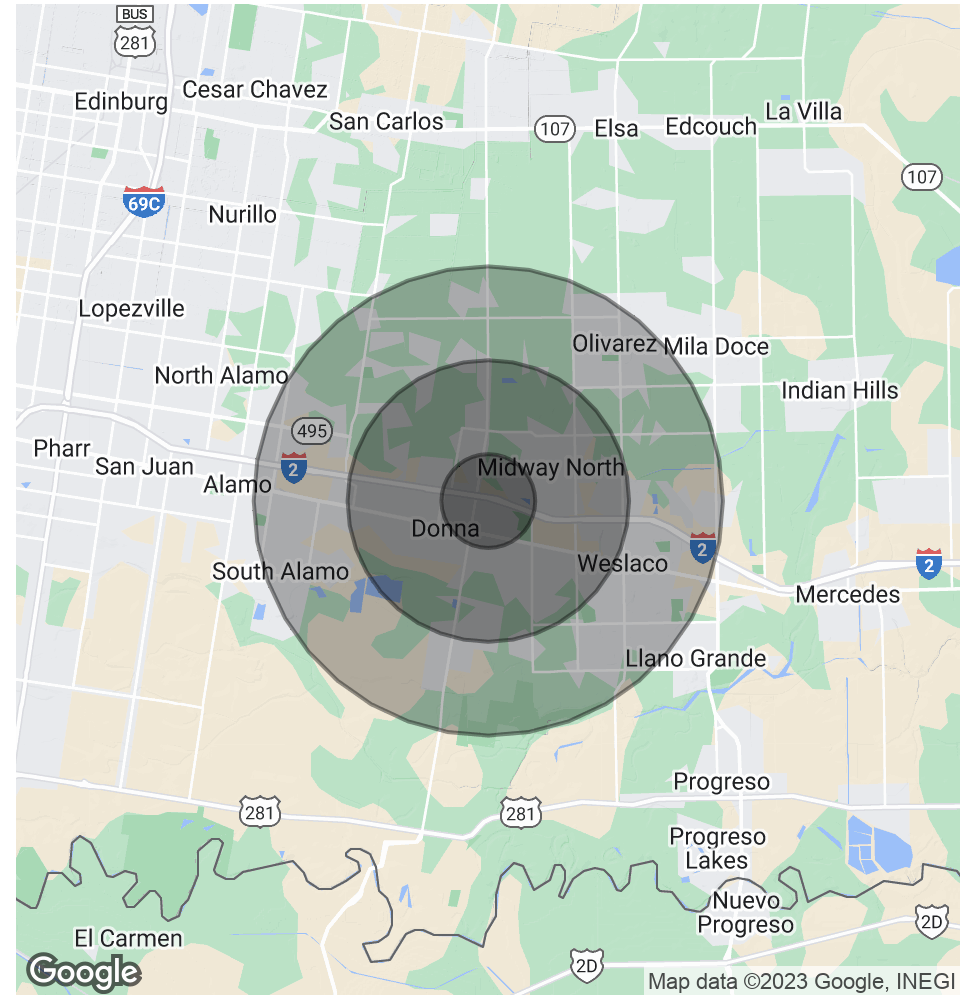 BUS
281
Cesar Chavez
Edinburg
La Villa
San Carlos
107
Elsa
Edcouch
107
69C
Nurillo
Lopezville
Olivarez
Mila Doce
North Alamo
Indian Hills
495
Pharr
San Juan
2
Midway North
Alamo
Donna
2
South Alamo
Weslaco
2
Mercedes
Llano Grande
Progreso
281
281
Progreso
Lakes
Nuevo
Progreso
2D
El Carmen
2D
Google
Map data ©2023 Google, INEGI